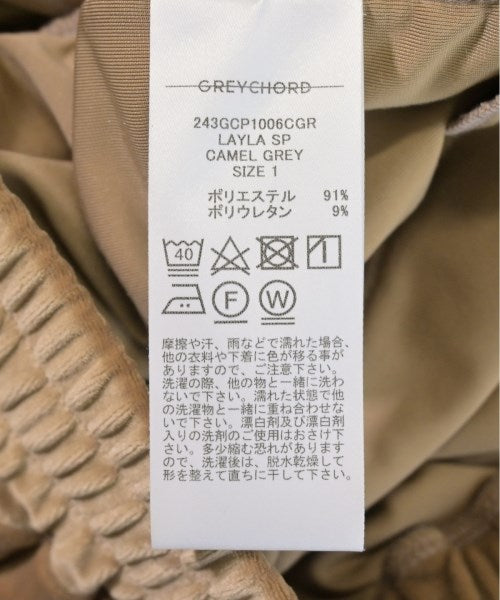 GREYCHORD
243GCP1006CGR
LAYLA SP
CAMEL GREY
SIZE 1
ポリエステル 91%
ポリウレタン 9%
40
F W
摩擦や汗、雨などで濡れた場合、
他の衣料や下着に色が移る事が
ありますので、ご注意下さい。
洗濯の際、他の物と一緒に洗わ
ないで下さい。濡れた状態で他
の洗濯物と一緒に重ね合わせな
いで下さい。漂白剤及び漂白剤
入りの洗剤のご使用はおさけ下
さい。多少縮む恐れがあります
ので、洗濯後は、脱水乾燥して
形を整えて直ちに干して下さい。